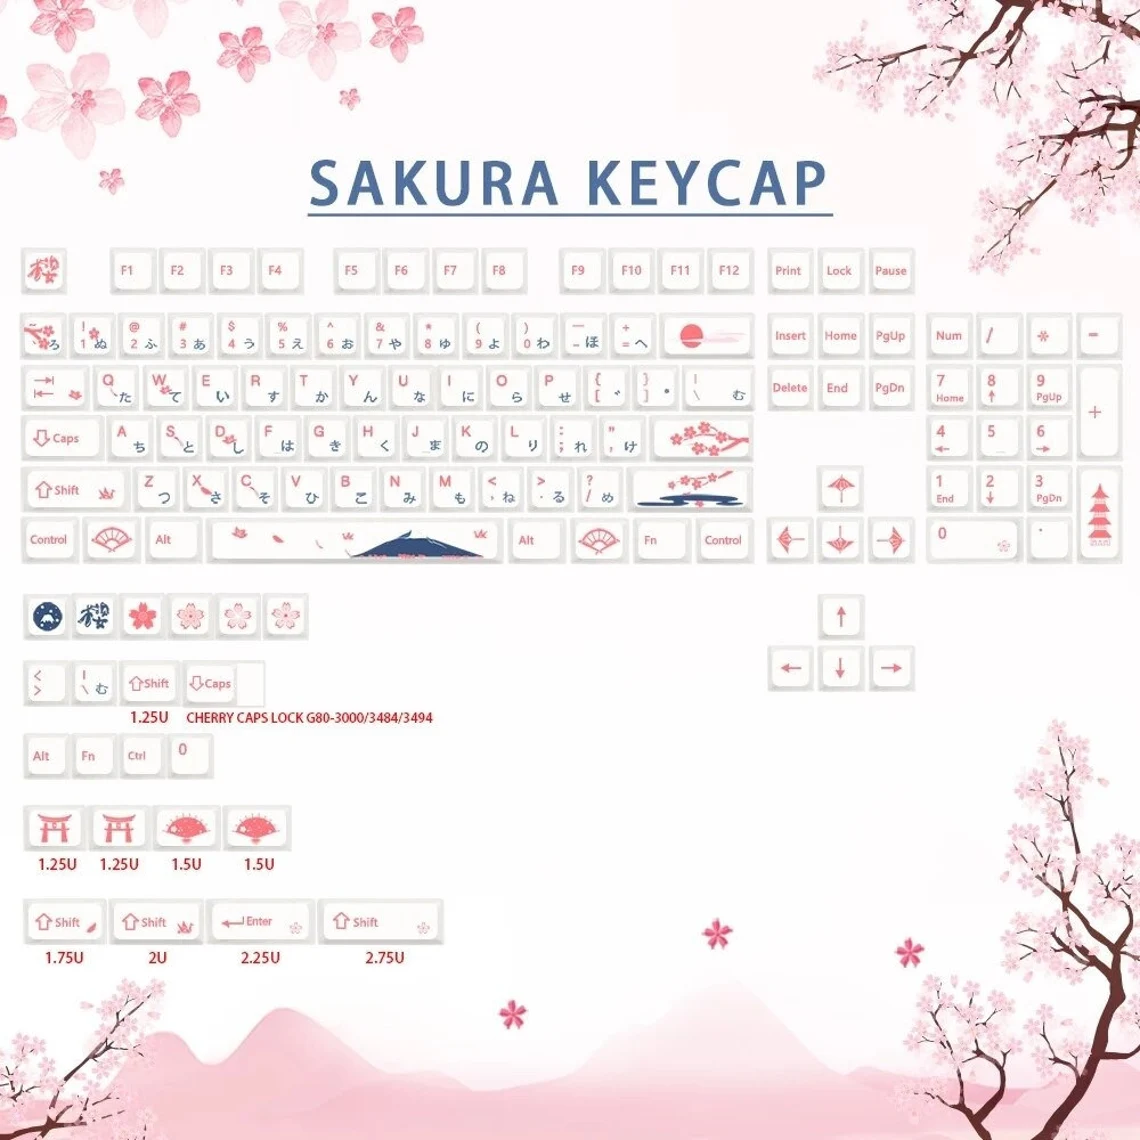 SAKURA KEYCAP
桜 F1 F2 F3 F4 F5 F6 F7 F8 F9 F10 F11 F12 Print Lock Pause
~ ` ろ ! 1 ぬ @ 2 ふ # 3 あ $ 4 う % 5 え ^ 6 お & 7 や * 8 ゆ ( 9 よ ) 0 わ — - ほ + = へ Insert Home PgUp Num / * -
Q た W て E い R す T か Y ん U な I に O ら P せ { [ ゛ } ] ゜ | \ む Delete End PgDn 7 Home 8 ↑ 9 PgUp +
Caps A ち S と D し F は G き H く J ま K の L り : ; れ " ' け 4 ← 5 6 →
Shift Z つ X さ C そ V ひ B こ N み M も < , ね > . る ? / め 1 End 2 ↓ 3 PgDn
Control Alt Alt Fn Control 0 .
桜
↑
< > | \ む Shift Caps ← ↓ →
1.25U CHERRY CAPS LOCK G80-3000/3484/3494
Alt Fn Ctrl 0
1.25U 1.25U 1.5U 1.5U
Shift Shift Enter Shift
1.75U 2U 2.25U 2.75U